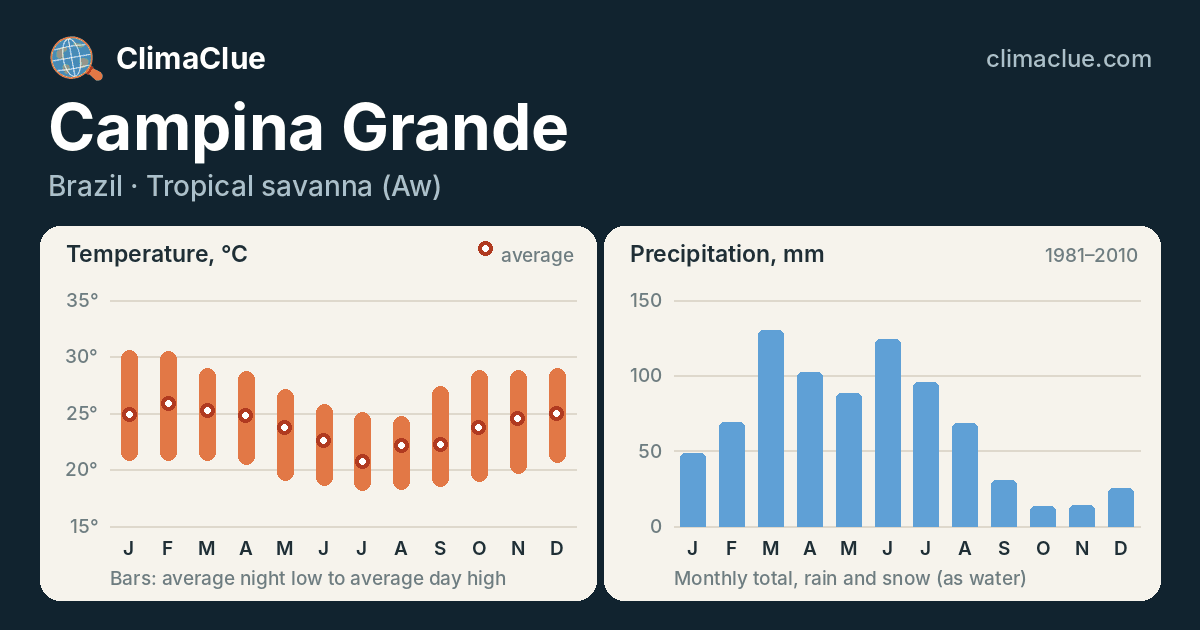 ClimaClue
climaclue.com
Campina Grande
Brazil · Tropical savanna (Aw)
Temperature, °C
average
35°
30°
25°
20°
15°
J F M A M J J A S O N D
Bars: average night low to average day high
Precipitation, mm
1981–2010
150
100
50
0
J F M A M J J A S O N D
Monthly total, rain and snow (as water)